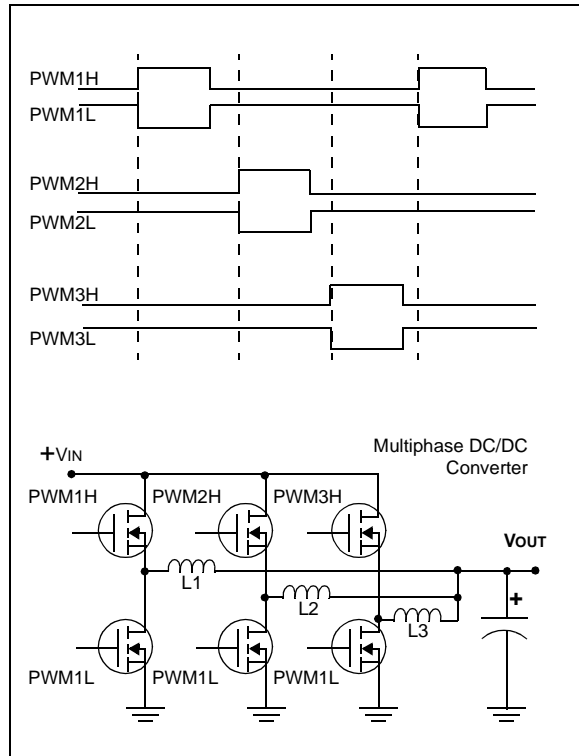 PWM1H
PWM1L
PWM2H
PWM2L
PWM3H
PWM3L
+VIN
Multiphase DC/DC
Converter
PWM1H
PWM2H
PWM3H
VOUT
L1
L2
L3
+
PWM1L
PWM1L
PWM1L